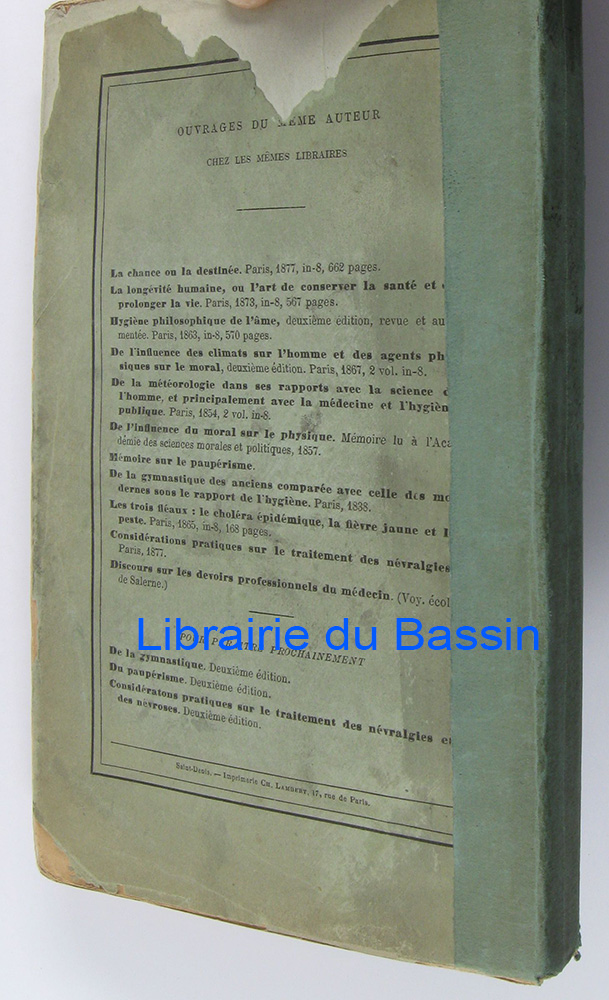 OUVRAGES DU MÊME AUTEUR
CHEZ LES MÊMES LIBRAIRES
La chance ou la destinée. Paris, 1877, in-8, 662 pages.
La longévité humaine, ou l'art de conserver la santé et
prolonger la vie. Paris, 1873, in-8, 567 pages.
Hygiène philosophique de l'âme, deuxième édition, revue et au
mentée. Paris, 1863, in-8, 570 pages.
De l'influence des climats sur l'homme et des agents ph
siques sur le moral, deuxième édition. Paris, 1867, 2 vol. in-8.
De la météorologie dans ses rapports avec la science d
l'homme, et principalement avec la médecine et l'hygièn
publique. Paris, 1854, 2 vol. in-8.
De l'influence du moral sur le physique. Mémoire lu à l'Aca
démie des sciences morales et politiques, 1857.
Mémoire sur le paupérisme.
De la gymnastique des anciens comparée avec celle des mo
dernes sous le rapport de l'hygiène. Paris, 1838.
Les trois fléaux : le choléra épidémique, la fièvre jaune et l
peste. Paris, 1865, in-8, 168 pages.
Considérations pratiques sur le traitement des névralgies
Paris, 1877.
Discours sur les devoirs professionnels du médecin. (Voy. écol
de Salerne.)
POUR PARAITRE PROCHAINEMENT
Librairie du Bassin
De la gymnastique. Deuxième édition.
Du paupérisme. Deuxième édition.
Considératons pratiques sur le traitement des névralgies et
des névroses. Deuxième édition.
Saint-Denis. — Imprimerie CH. LAMBERT, 17, rue de Paris.